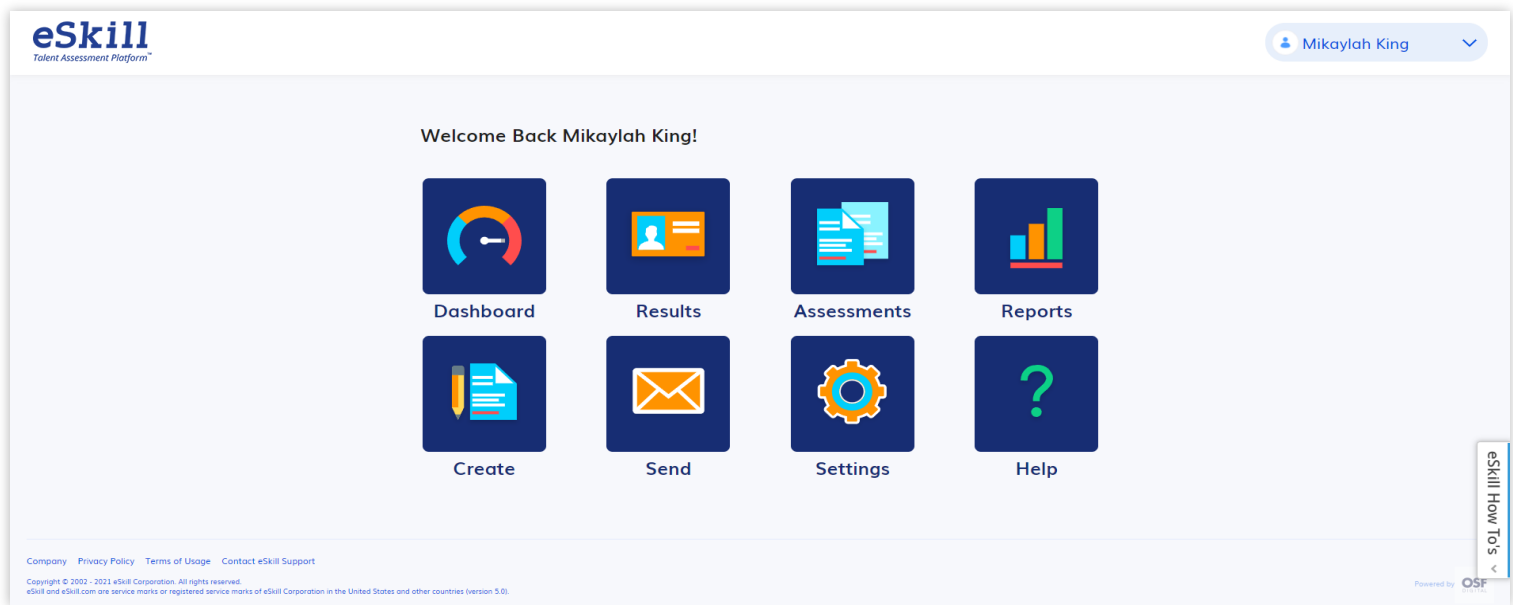 eSkill
Talent Assessment Platform™
Mikaylah King
Welcome Back Mikaylah King!
Dashboard
Results
Assessments
Reports
Create
Send
Settings
Help
eSkill How To's
Company Privacy Policy Terms of Usage Contact eSkill Support
Copyright © 2002 - 2021 eSkill Corporation. All rights reserved.
eSkill and eSkill.com are service marks or registered service marks of eSkill Corporation in the United States and other countries (version 5.0).
Powered by OSF
DIGITAL